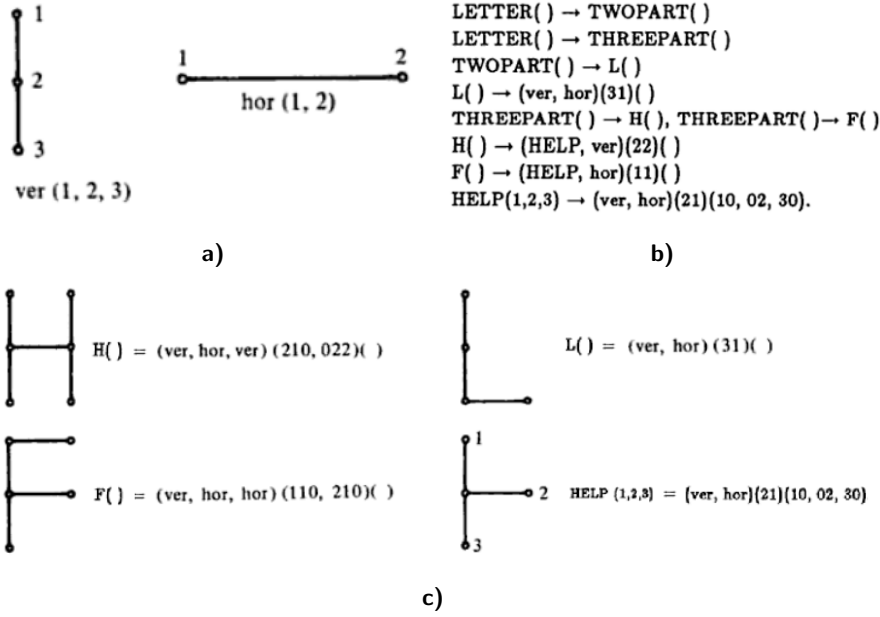 1
2
3
ver (1, 2, 3)
1 2
hor (1, 2)
a)
LETTER( ) → TWOPART( )
LETTER( ) → THREEPART( )
TWOPART( ) → L( )
L( ) → (ver, hor)(31)( )
THREEPART( ) → H( ), THREEPART( )→ F( )
H( ) → (HELP, ver)(22)( )
F( ) → (HELP, hor)(11)( )
HELP(1,2,3) → (ver, hor)(21)(10, 02, 30).
b)
H( ) = (ver, hor, ver) (210, 022)( )
L( ) = (ver, hor) (31)( )
F( ) = (ver, hor, hor) (110, 210)( )
1
2
3
HELP (1,2,3) = (ver, hor)(21)(10, 02, 30)
c)